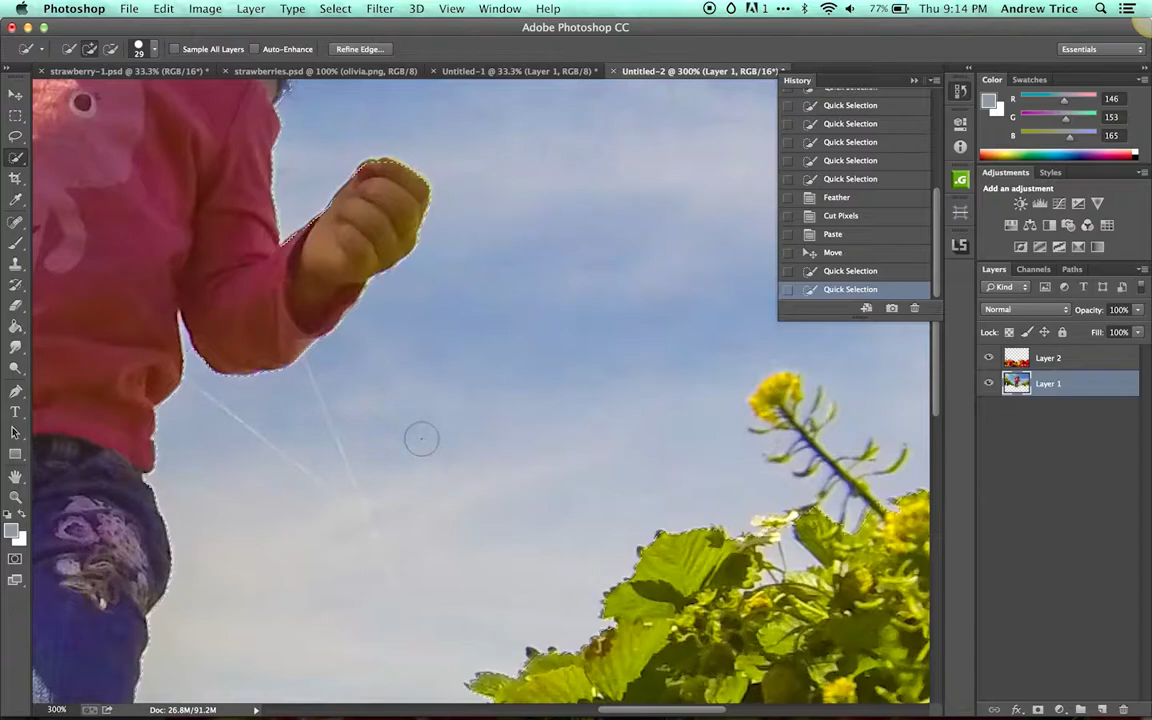 Photoshop File Edit Image Layer Type Select Filter 3D View Window Help 1 77% Thu 9:14 PM Andrew Trice
Adobe Photoshop CC
29 Sample All Layers Auto-Enhance Refine Edge... Essentials
strawberry-1.psd @ 33.3% (RGB/16*) * strawberries.psd @ 100% (olivia.png, RGB/8) Untitled-1 @ 33.3% (Layer 1, RGB/8*) * Untitled-2 @ 300% (Layer 1, RGB/16*) *
History
Quick Selection
Quick Selection
Quick Selection
Quick Selection
Quick Selection
Feather
Cut Pixels
Paste
Move
Quick Selection
Quick Selection
Color Swatches
R 146
G 153
B 165
Adjustments Styles
Add an adjustment
Layers Channels Paths
Kind
Normal Opacity: 100%
Lock: Fill: 100%
Layer 2
Layer 1
.G
LS
T
fx
300% Doc: 26.8M/91.2M